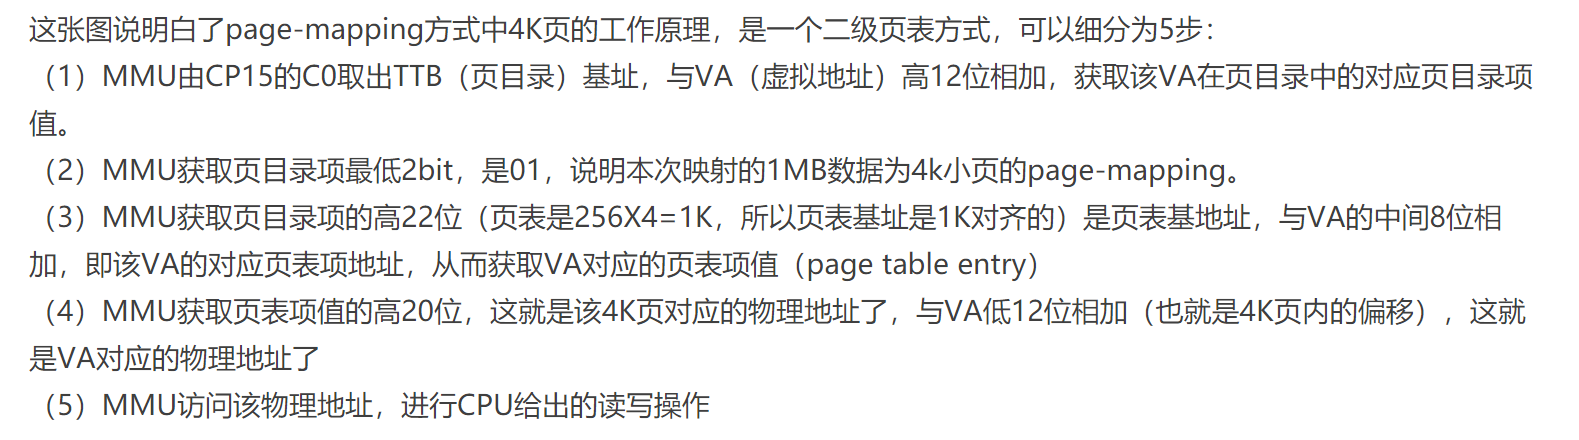 这张图说明白了page-mapping方式中4K页的工作原理，是一个二级页表方式，可以细分为5步：
（1）MMU由CP15的C0取出TTB（页目录）基址，与VA（虚拟地址）高12位相加，获取该VA在页目录中的对应页目录项
值。
（2）MMU获取页目录项最低2bit，是01，说明本次映射的1MB数据为4k小页的page-mapping。
（3）MMU获取页目录项的高22位（页表是256X4=1K，所以页表基址是1K对齐的）是页表基地址，与VA的中间8位相
加，即该VA的对应页表项地址，从而获取VA对应的页表项值（page table entry）
（4）MMU获取页表项值的高20位，这就是该4K页对应的物理地址了，与VA低12位相加（也就是4K页内的偏移），这就
是VA对应的物理地址了
（5）MMU访问该物理地址，进行CPU给出的读写操作